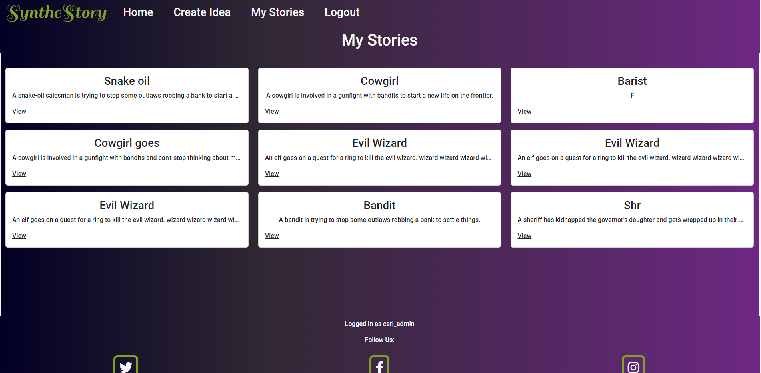 SyntheStory Home Create Idea My Stories Logout
My Stories
Snake oil
A snake-oil salesman is trying to stop some outlaws robbing a bank to start a ...
View
Cowgirl
A cowgirl is involved in a gunfight with bandits to start a new life on the frontier.
View
Barist
F
View
Cowgirl goes
A cowgirl is involved in a gunfight with bandits and cant stop thinking about m...
View
Evil Wizard
An elf goes on a quest for a ring to kill the evil wizard. wizard wizard wizard wi...
View
Evil Wizard
An elf goes on a quest for a ring to kill the evil wizard. wizard wizard wizard wi...
View
Evil Wizard
An elf goes on a quest for a ring to kill the evil wizard. wizard wizard wizard wi...
View
Bandit
A bandit is trying to stop some outlaws robbing a bank to settle things.
View
Shr
A sheriff has kidnapped the governor's daughter and gets wrapped up in their ...
View
Logged in as carl_admin
Follow Us: